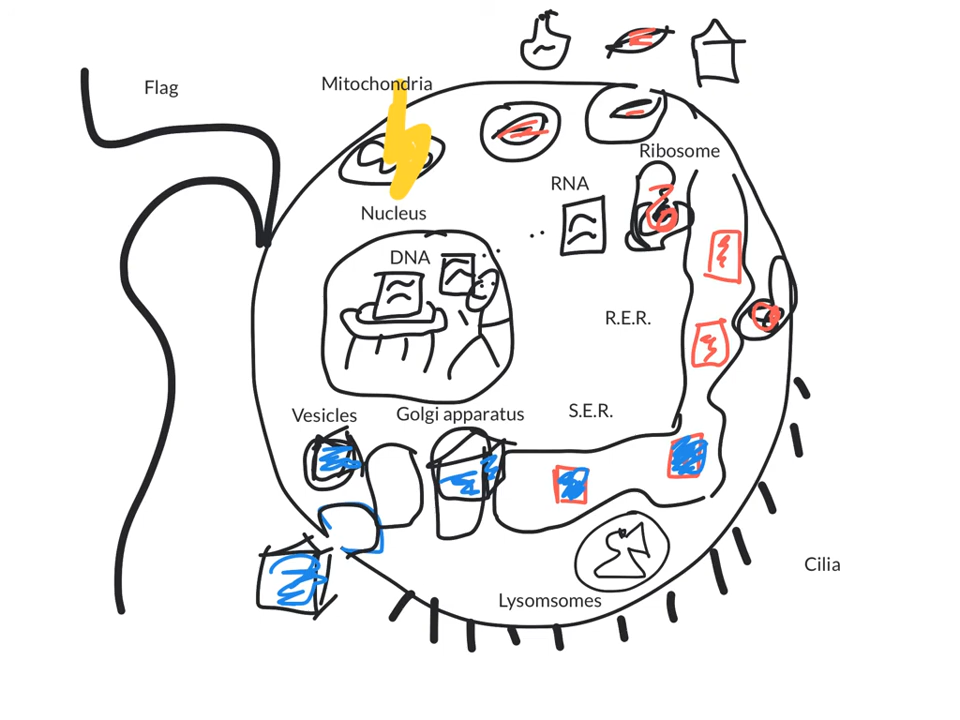 Flag
Mitochondria
Ribosome
RNA
Nucleus
DNA
R.E.R.
Vesicles
Golgi apparatus
S.E.R.
Cilia
Lysomsomes